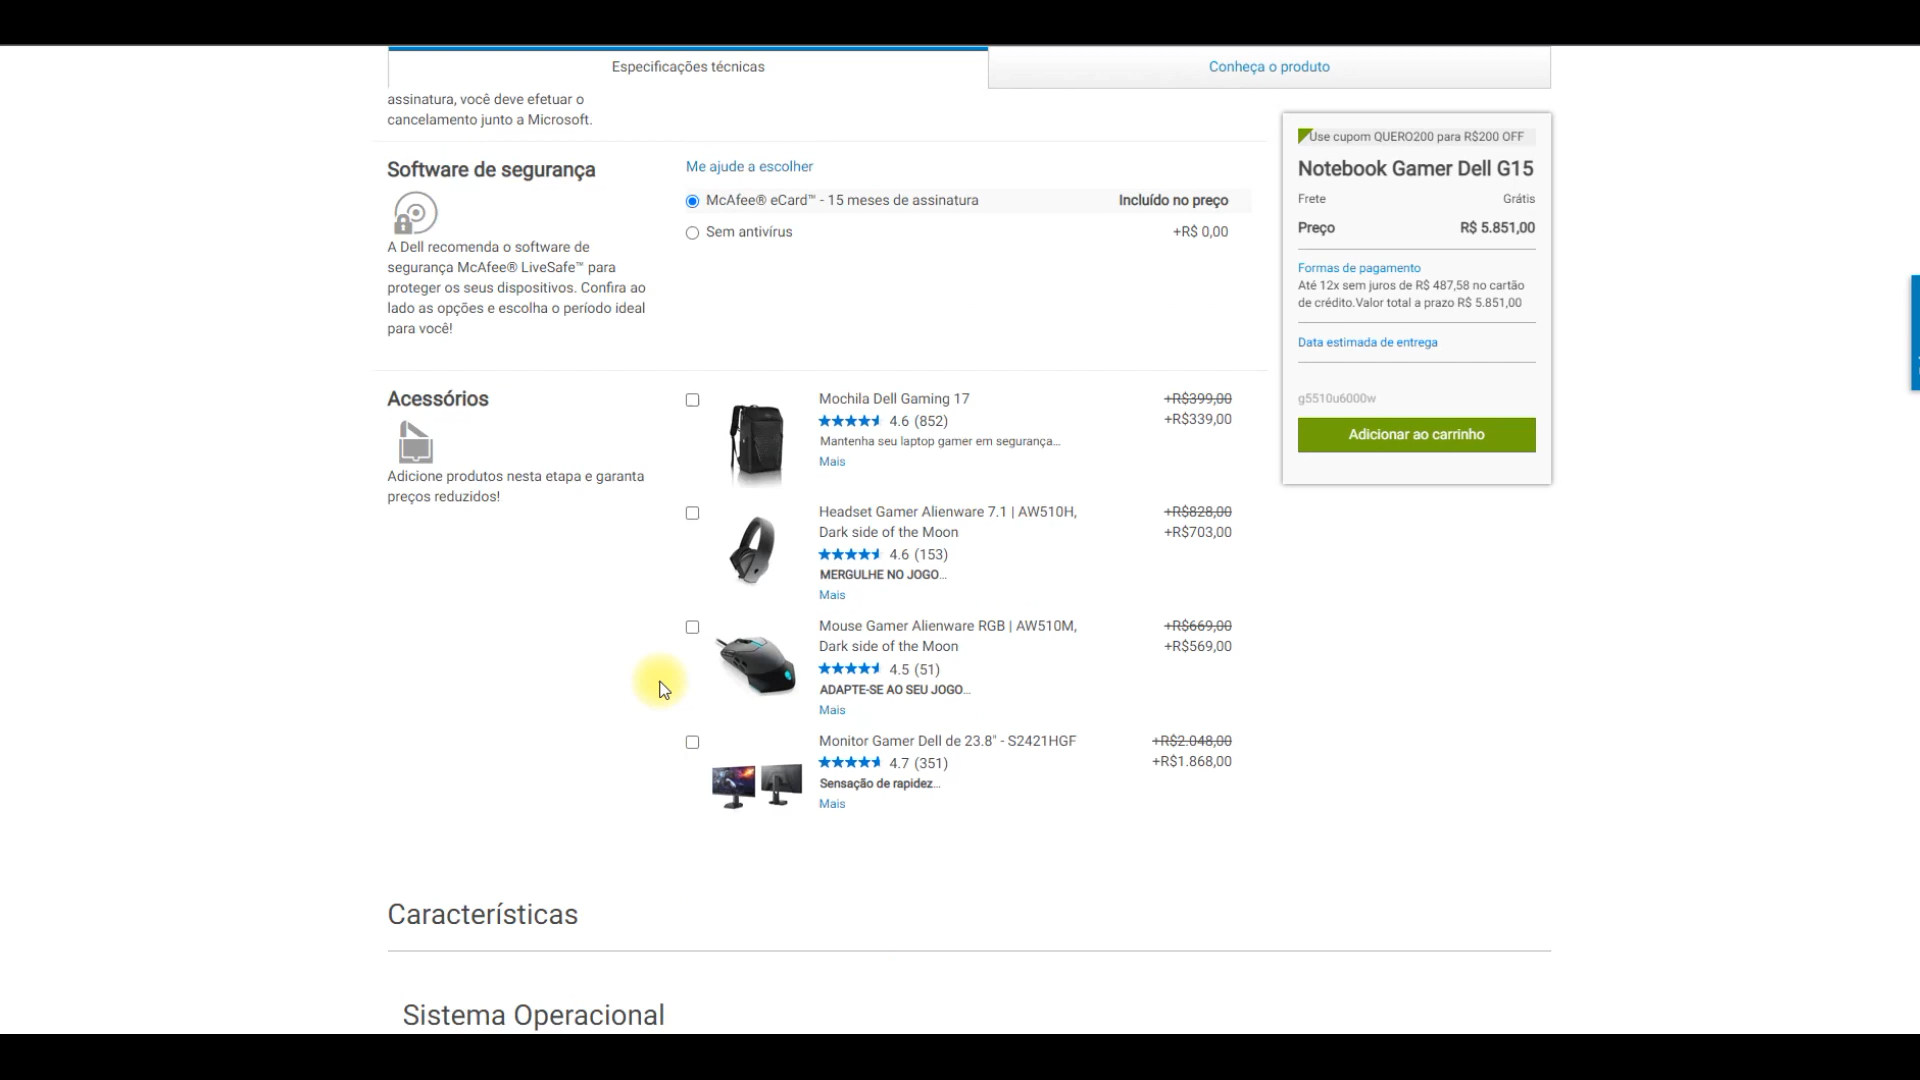 Especificações técnicas
Conheça o produto
assinatura, você deve efetuar o
cancelamento junto a Microsoft.
Software de segurança
A Dell recomenda o software de
segurança McAfee® LiveSafe™ para
proteger os seus dispositivos. Confira ao
lado as opções e escolha o período ideal
para você!
Me ajude a escolher
McAfee® eCard™ - 15 meses de assinatura Incluído no preço
Sem antivírus +R$ 0,00
Acessórios
Adicione produtos nesta etapa e garanta
preços reduzidos!
Mochila Dell Gaming 17 +R$399,00
4.6 (852) +R$339,00
Mantenha seu laptop gamer em segurança...
Mais
Headset Gamer Alienware 7.1 | AW510H, +R$828,00
Dark side of the Moon +R$703,00
4.6 (153)
MERGULHE NO JOGO...
Mais
Mouse Gamer Alienware RGB | AW510M, +R$669,00
Dark side of the Moon +R$569,00
4.5 (51)
ADAPTE-SE AO SEU JOGO...
Mais
Monitor Gamer Dell de 23.8" - S2421HGF +R$2.048,00
4.7 (351) +R$1.868,00
Sensação de rapidez...
Mais
Use cupom QUERO200 para R$200 OFF
Notebook Gamer Dell G15
Frete Grátis
Preço R$ 5.851,00
Formas de pagamento
Até 12x sem juros de R$ 487,58 no cartão
de crédito.Valor total a prazo R$ 5.851,00
Data estimada de entrega
g5510u6000w
Adicionar ao carrinho
Características
Sistema Operacional